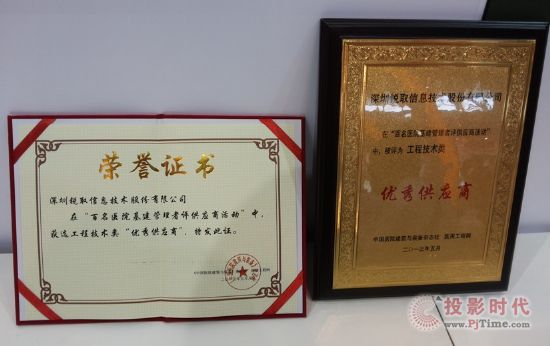 荣誉证书
深圳锐取信息技术股份有限公司
在“百名医院基建管理者评供应商活动”中，
获选工程技术类“优秀供应商”，特发此证。
深圳锐取信息技术股份有限公司
在“百名医院基建管理者评供应商活动”
中，被评为 工程技术类
优秀供应商
中国医院建筑与装备杂志社 医用工程网
二〇一三年五月
投影时代
www.PjTime.com